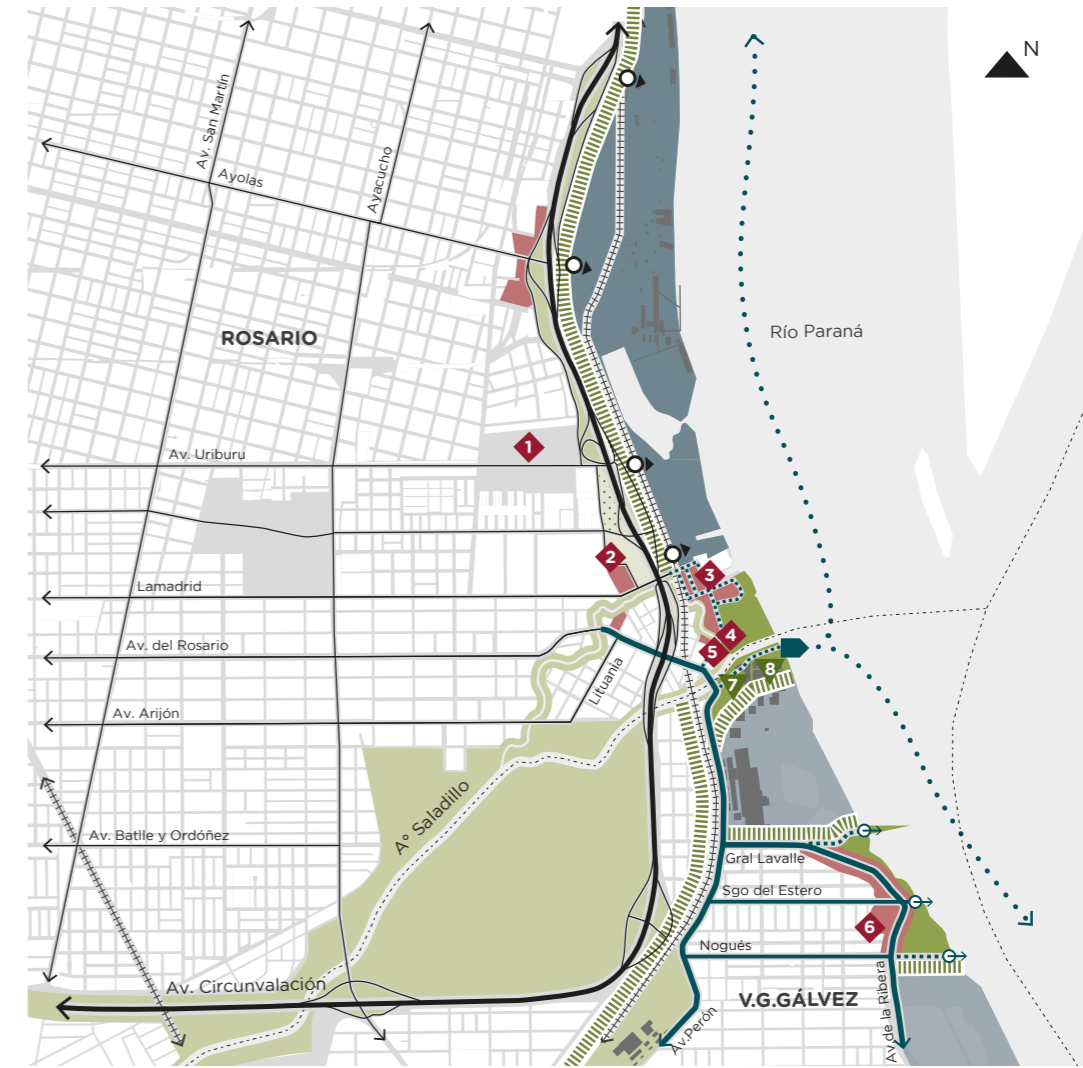 N
Av. San Martín
Ayolas
Ayacucho
ROSARIO
Río Paraná
1
Av. Uriburu
2
3
Lamadrid
4
Av. del Rosario
5
8
7
Lituania
Av. Arijón
A° Saladillo
Av. Batlle y Ordóñez
Gral Lavalle
Sgo del Estero
6
Nogués
Av. Circunvalación
V.G.GÁLVEZ
Av.Perón
Av de la Ribera